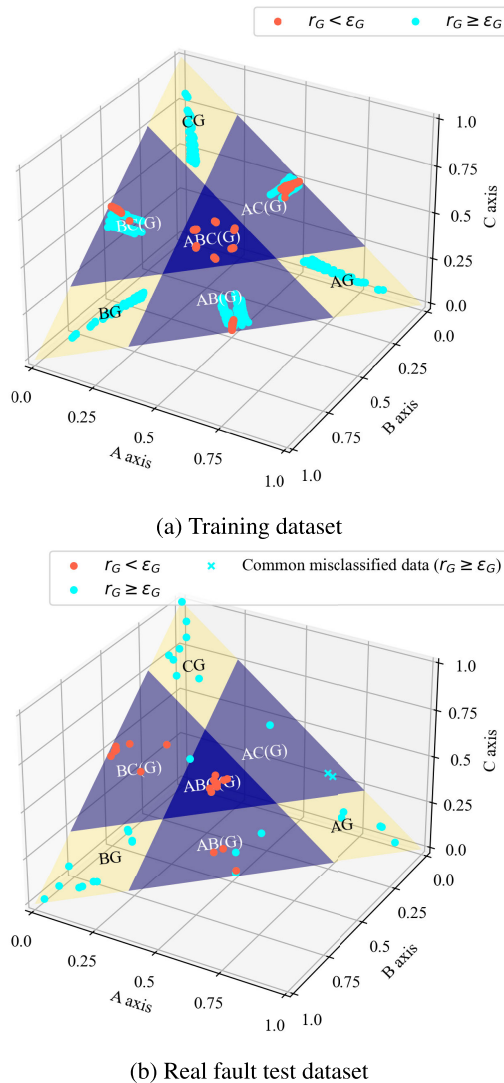 r_G < ε_G r_G ≥ ε_G
CG
1.0
0.75
AC(G)
BC(G)
0.5
C axis
ABC(G)
0.25
AG
AB(G)
BG
0.0
0.0
0.0
0.25
0.25
0.5
B axis
0.5
0.75
A axis
0.75
1.0
1.0
(a) Training dataset
r_G < ε_G Common misclassified data (r_G ≥ ε_G)
r_G ≥ ε_G
CG
1.0
0.75
AC(G)
BC(G)
0.5
C axis
ABC(G)
0.25
AG
AB(G)
BG
0.0
0.0
0.0
0.25
0.25
0.5
B axis
0.5
0.75
A axis
0.75
1.0
1.0
(b) Real fault test dataset